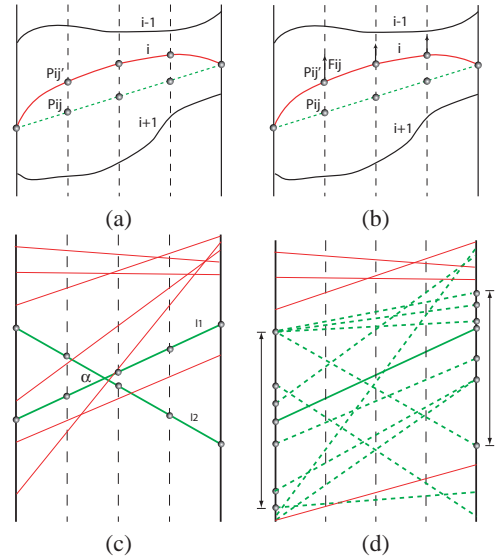 i-1
i
Pij'
Pij
i+1
(a)
i-1
i
Pij' Fij
Pij
i+1
(b)
α
l1
l2
(c)
(d)